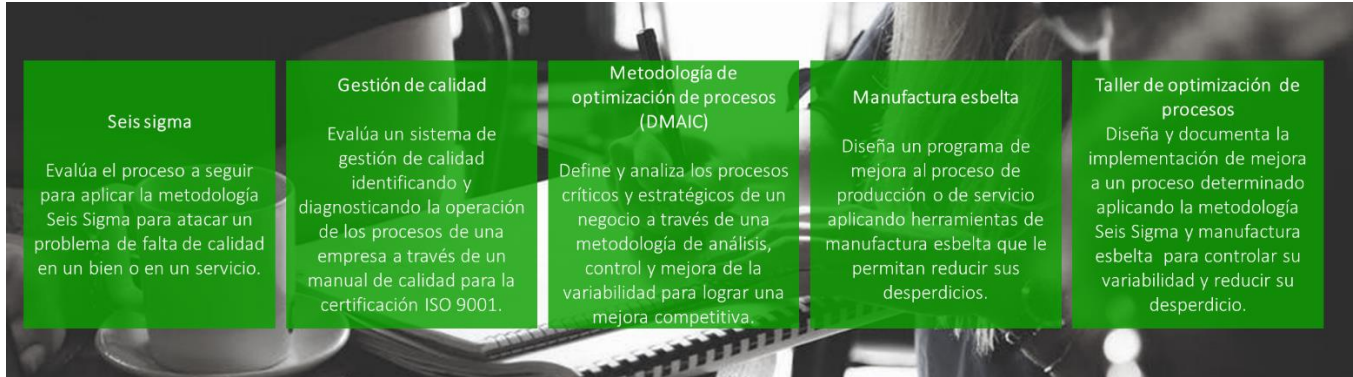 Seis sigma
Evalúa el proceso a seguir
para aplicar la metodología
Seis Sigma para atacar un
problema de falta de calidad
en un bien o en un servicio.
Gestión de calidad
Evalúa un sistema de
gestión de calidad
identificando y
diagnosticando la operación
de los procesos de una
empresa a través de un
manual de calidad para la
certificación ISO 9001.
Metodología de
optimización de procesos
(DMAIC)
Define y analiza los procesos
críticos y estratégicos de un
negocio a través de una
metodología de análisis,
control y mejora de la
variabilidad para lograr una
mejora competitiva.
Manufactura esbelta
Diseña un programa de
mejora al proceso de
producción o de servicio
aplicando herramientas de
manufactura esbelta que le
permitan reducir sus
desperdicios.
Taller de optimización de
procesos
Diseña y documenta la
implementación de mejora
a un proceso determinado
aplicando la metodología
Seis Sigma y manufactura
esbelta para controlar su
variabilidad y reducir su
desperdicio.